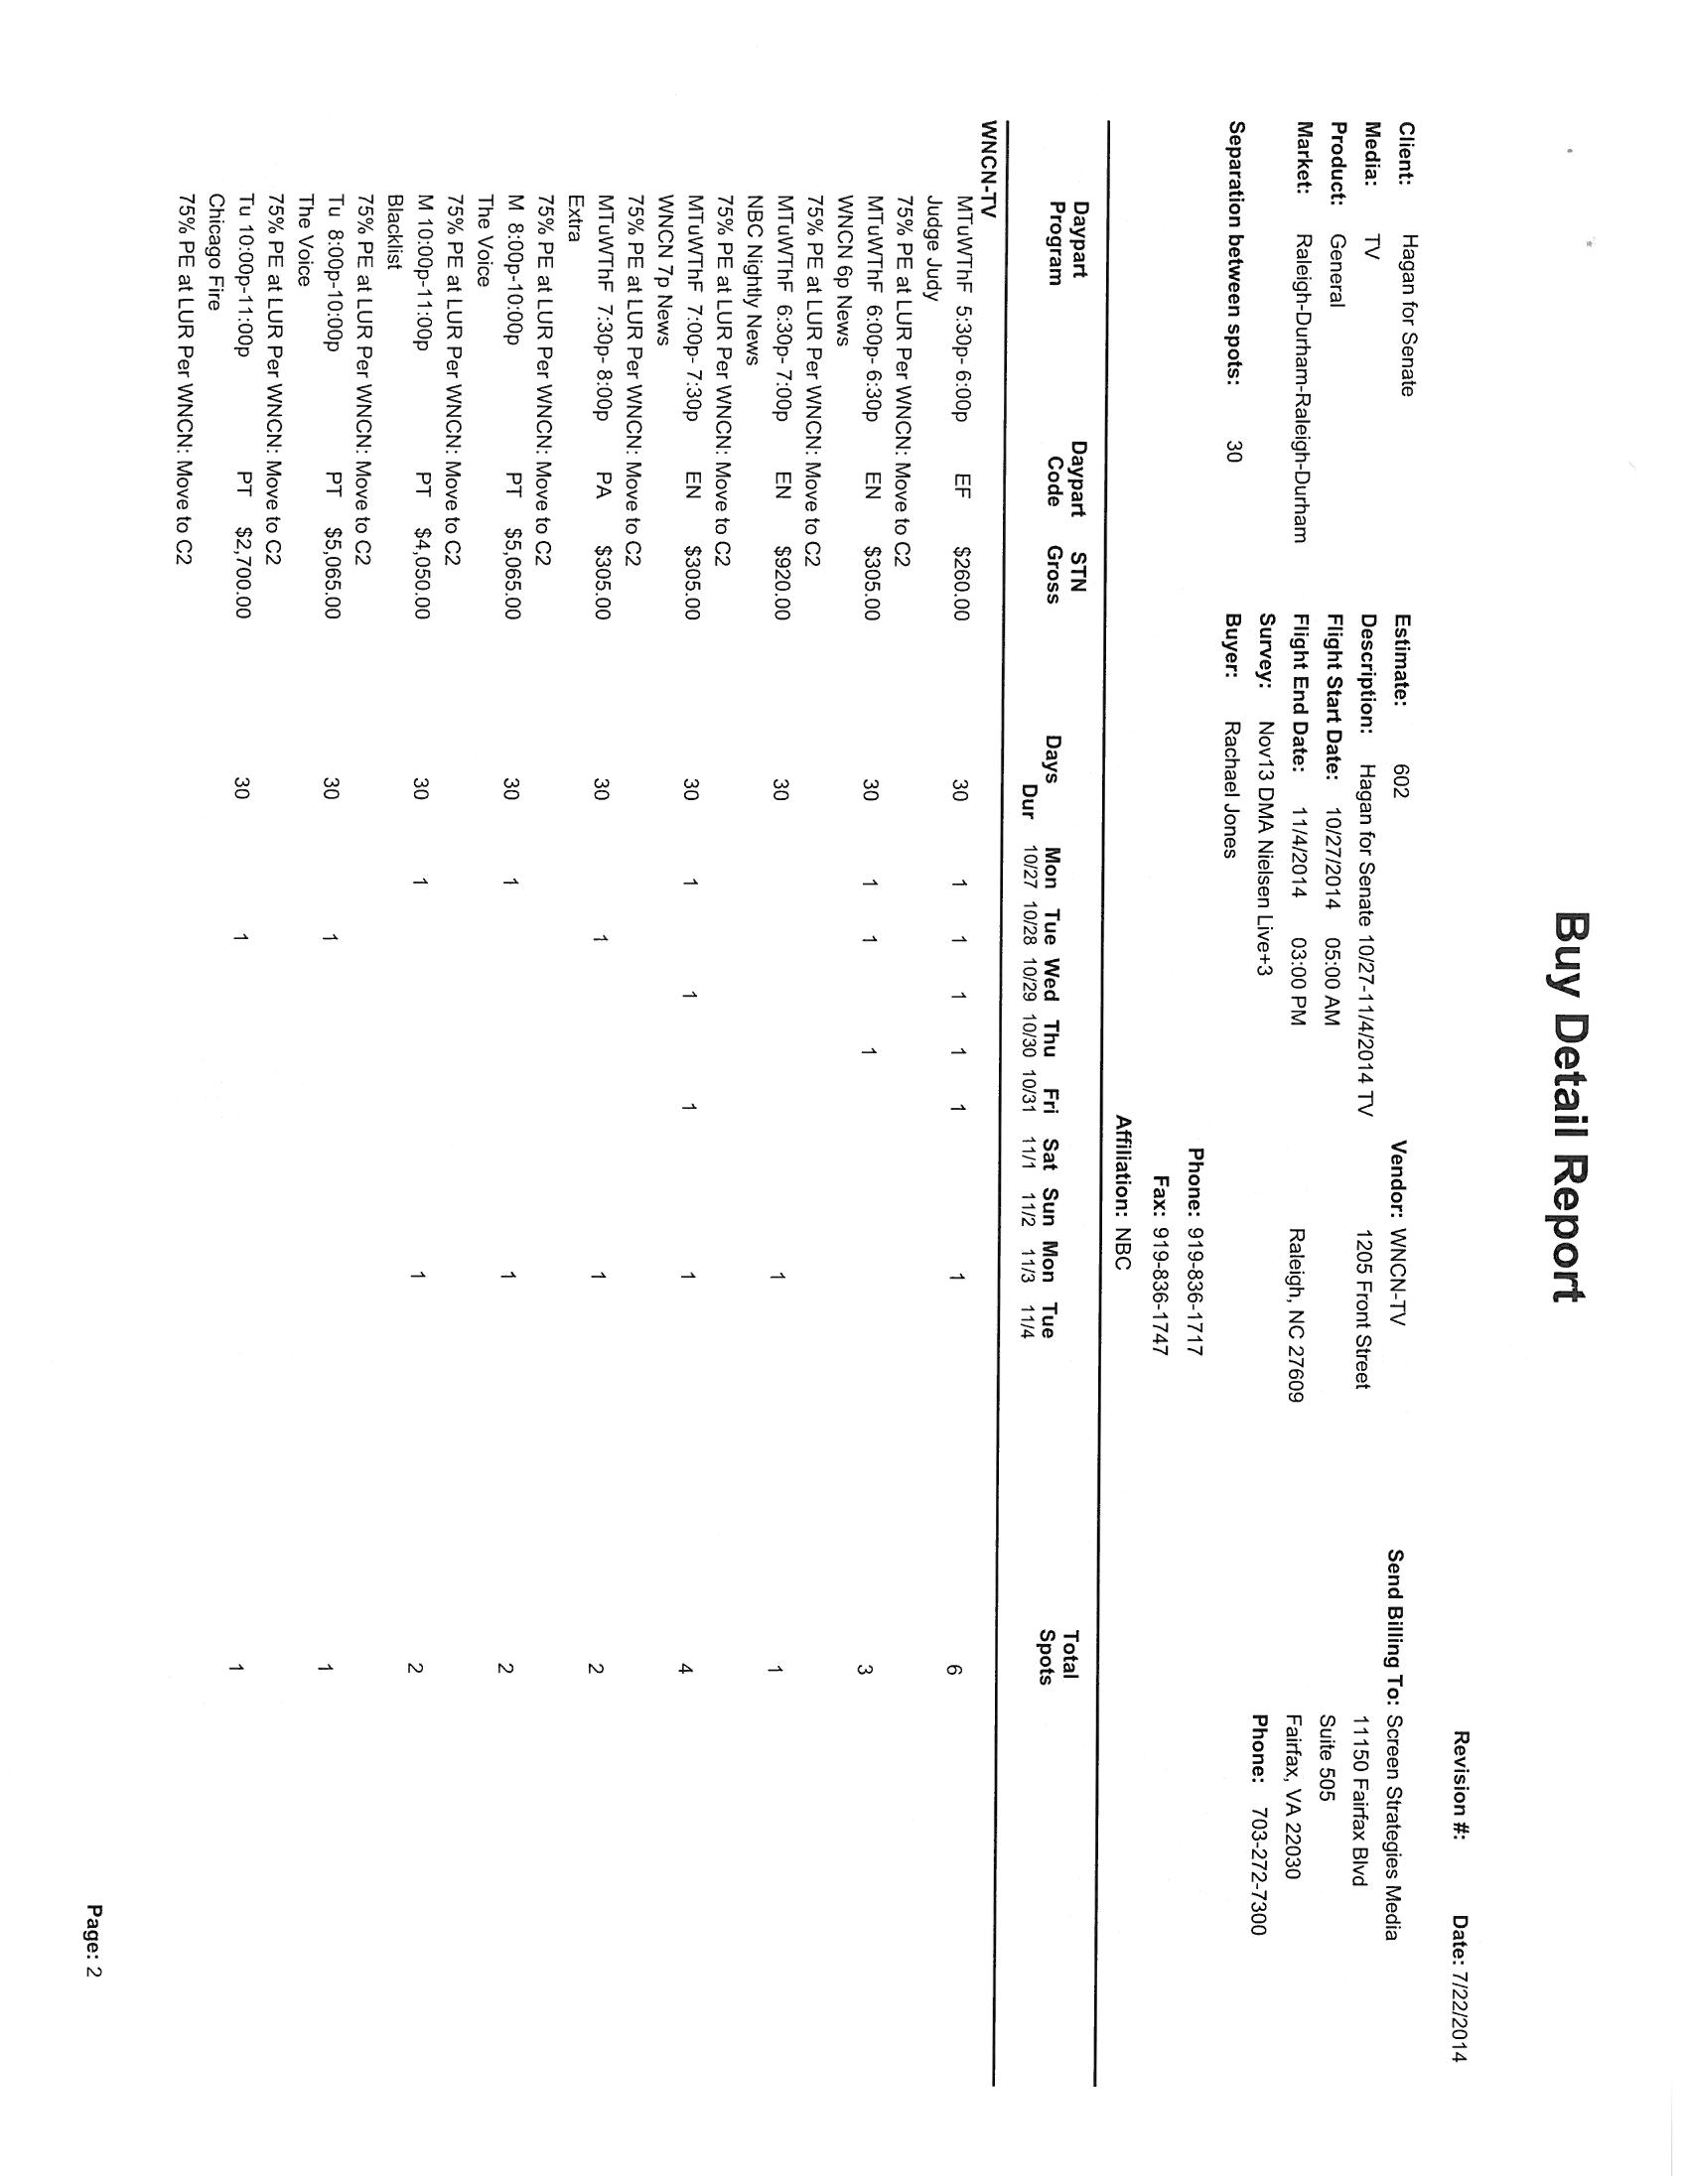 Buy Detail Report
Revision #: Date: 7/22/2014
Client: Hagan for Senate Estimate: 602 Vendor: WNCN-TV Send Billing To: Screen Strategies Media
Media: TV Description: Hagan for Senate 10/27-11/4/2014 TV 1205 Front Street 11150 Fairfax Blvd
Product: General Flight Start Date: 10/27/2014 05:00 AM Suite 505
Market: Raleigh-Durham-Raleigh-Durham Flight End Date: 11/4/2014 03:00 PM Raleigh, NC 27609 Fairfax, VA 22030
Survey: Nov13 DMA Nielsen Live+3 Phone: 703-272-7300
Separation between spots: 30 Buyer: Rachael Jones
Phone: 919-836-1717
Fax: 919-836-1747
Affiliation: NBC
Daypart Daypart STN Total
Program Code Gross Days Mon Tue Wed Thu Fri Sat Sun Mon Tue Spots
Dur 10/27 10/28 10/29 10/30 10/31 11/1 11/2 11/3 11/4
WNCN-TV
MTuWThF 5:30p- 6:00p EF $260.00 30 1 1 1 1 1 1 6
Judge Judy
75% PE at LUR Per WNCN: Move to C2
MTuWThF 6:00p- 6:30p EN $305.00 30 1 1 1 3
WNCN 6p News
75% PE at LUR Per WNCN: Move to C2
MTuWThF 6:30p- 7:00p EN $920.00 30 1 1
NBC Nightly News
75% PE at LUR Per WNCN: Move to C2
MTuWThF 7:00p- 7:30p EN $305.00 30 1 1 1 1 4
WNCN 7p News
75% PE at LUR Per WNCN: Move to C2
MTuWThF 7:30p- 8:00p PA $305.00 30 1 1 2
Extra
75% PE at LUR Per WNCN: Move to C2
M 8:00p-10:00p PT $5,065.00 30 1 1 2
The Voice
75% PE at LUR Per WNCN: Move to C2
M 10:00p-11:00p PT $4,050.00 30 1 1 2
Blacklist
75% PE at LUR Per WNCN: Move to C2
Tu 8:00p-10:00p PT $5,065.00 30 1 1
The Voice
75% PE at LUR Per WNCN: Move to C2
Tu 10:00p-11:00p PT $2,700.00 30 1 1
Chicago Fire
75% PE at LUR Per WNCN: Move to C2
Page: 2